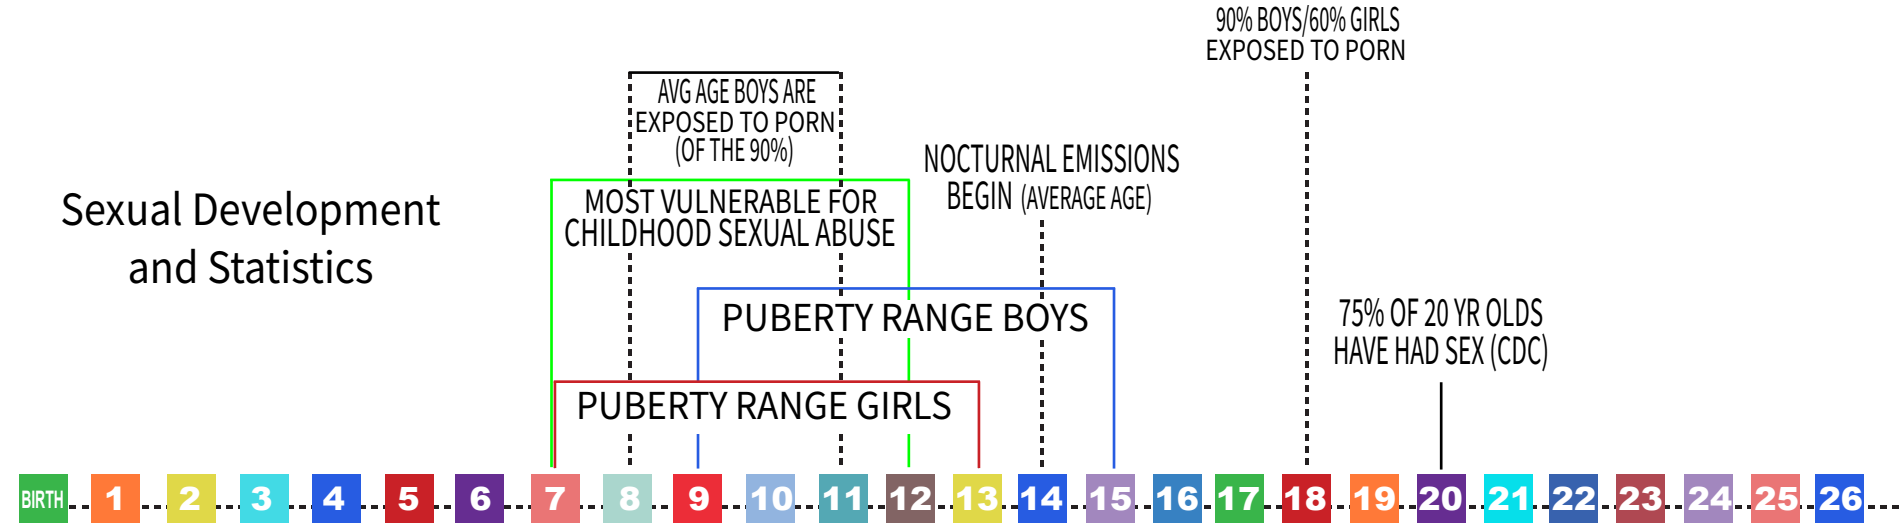 90% BOYS/60% GIRLS
EXPOSED TO PORN
AVG AGE BOYS ARE
EXPOSED TO PORN
(OF THE 90%)
NOCTURNAL EMISSIONS
BEGIN (AVERAGE AGE)
Sexual Development
and Statistics
MOST VULNERABLE FOR
CHILDHOOD SEXUAL ABUSE
PUBERTY RANGE BOYS
75% OF 20 YR OLDS
HAVE HAD SEX (CDC)
PUBERTY RANGE GIRLS
BIRTH 1 2 3 4 5 6 7 8 9 10 11 12 13 14 15 16 17 18 19 20 21 22 23 24 25 26